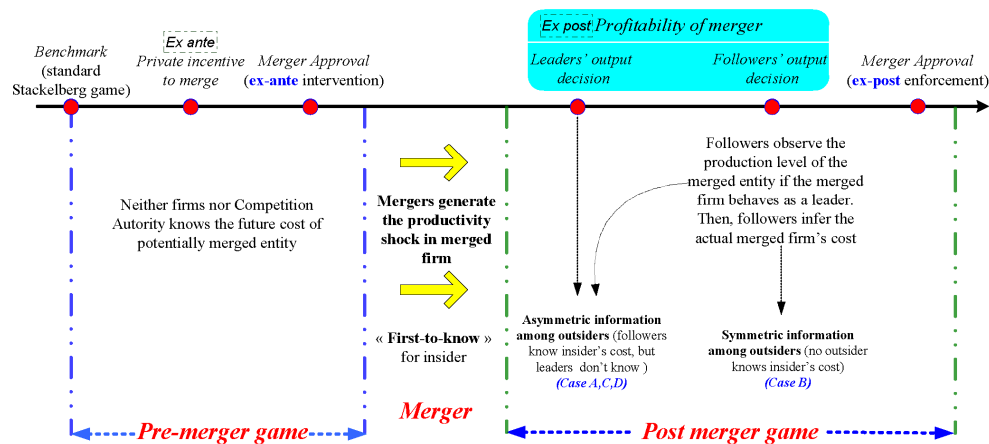 Benchmark
(standard
Stackelberg game)
Ex ante
Private incentive
to merge
Merger Approval
(ex-ante intervention)
Ex post Profitability of merger
Leaders' output
decision
Followers' output
decision
Merger Approval
(ex-post enforcement)
Neither firms nor Competition
Autority knows the future cost of
potentially merged entity
Mergers generate
the productivity
shock in merged
firm
« First-to-know »
for insider
Followers observe the
production level of the
merged entity if the merged
firm behaves as a leader.
Then, followers infer the
actual merged firm's cost
Asymmetric information
among outsiders (followers
know insider's cost, but
leaders don't know )
(Case A,C,D)
Symmetric information
among outsiders (no outsider
knows insider's cost)
(Case B)
Pre-merger game
Merger
Post merger game